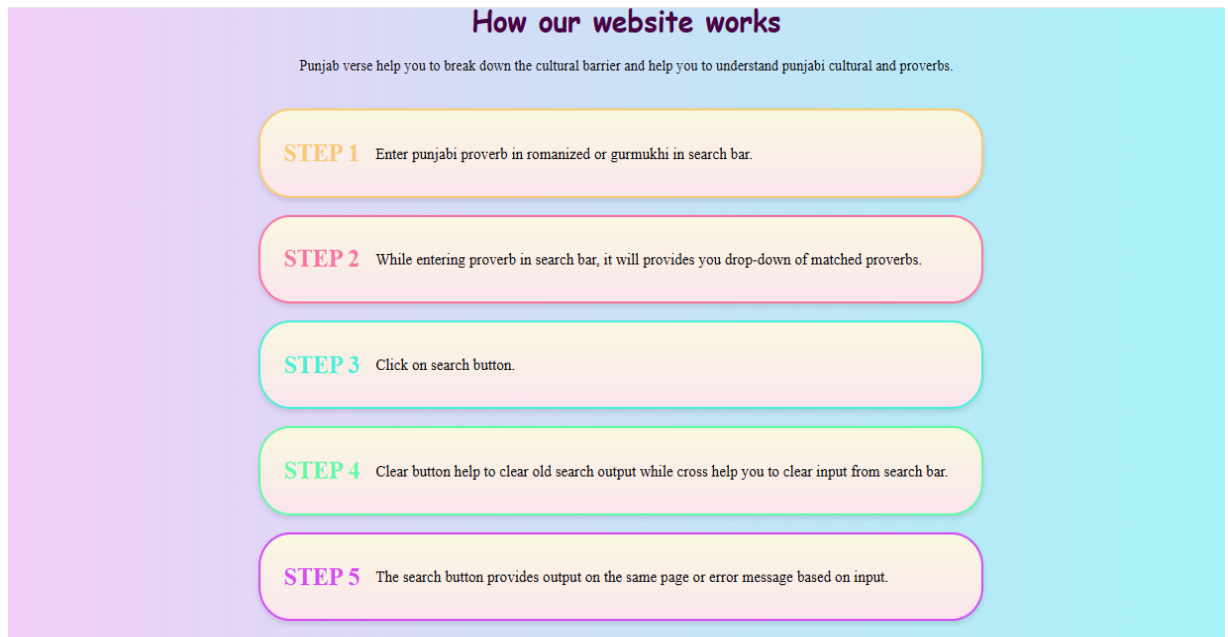 How our website works
Punjab verse help you to break down the cultural barrier and help you to understand punjabi cultural and proverbs.
STEP 1 Enter punjabi proverb in romanized or gurmukhi in search bar.
STEP 2 While entering proverb in search bar, it will provides you drop-down of matched proverbs.
STEP 3 Click on search button.
STEP 4 Clear button help to clear old search output while cross help you to clear input from search bar.
STEP 5 The search button provides output on the same page or error message based on input.